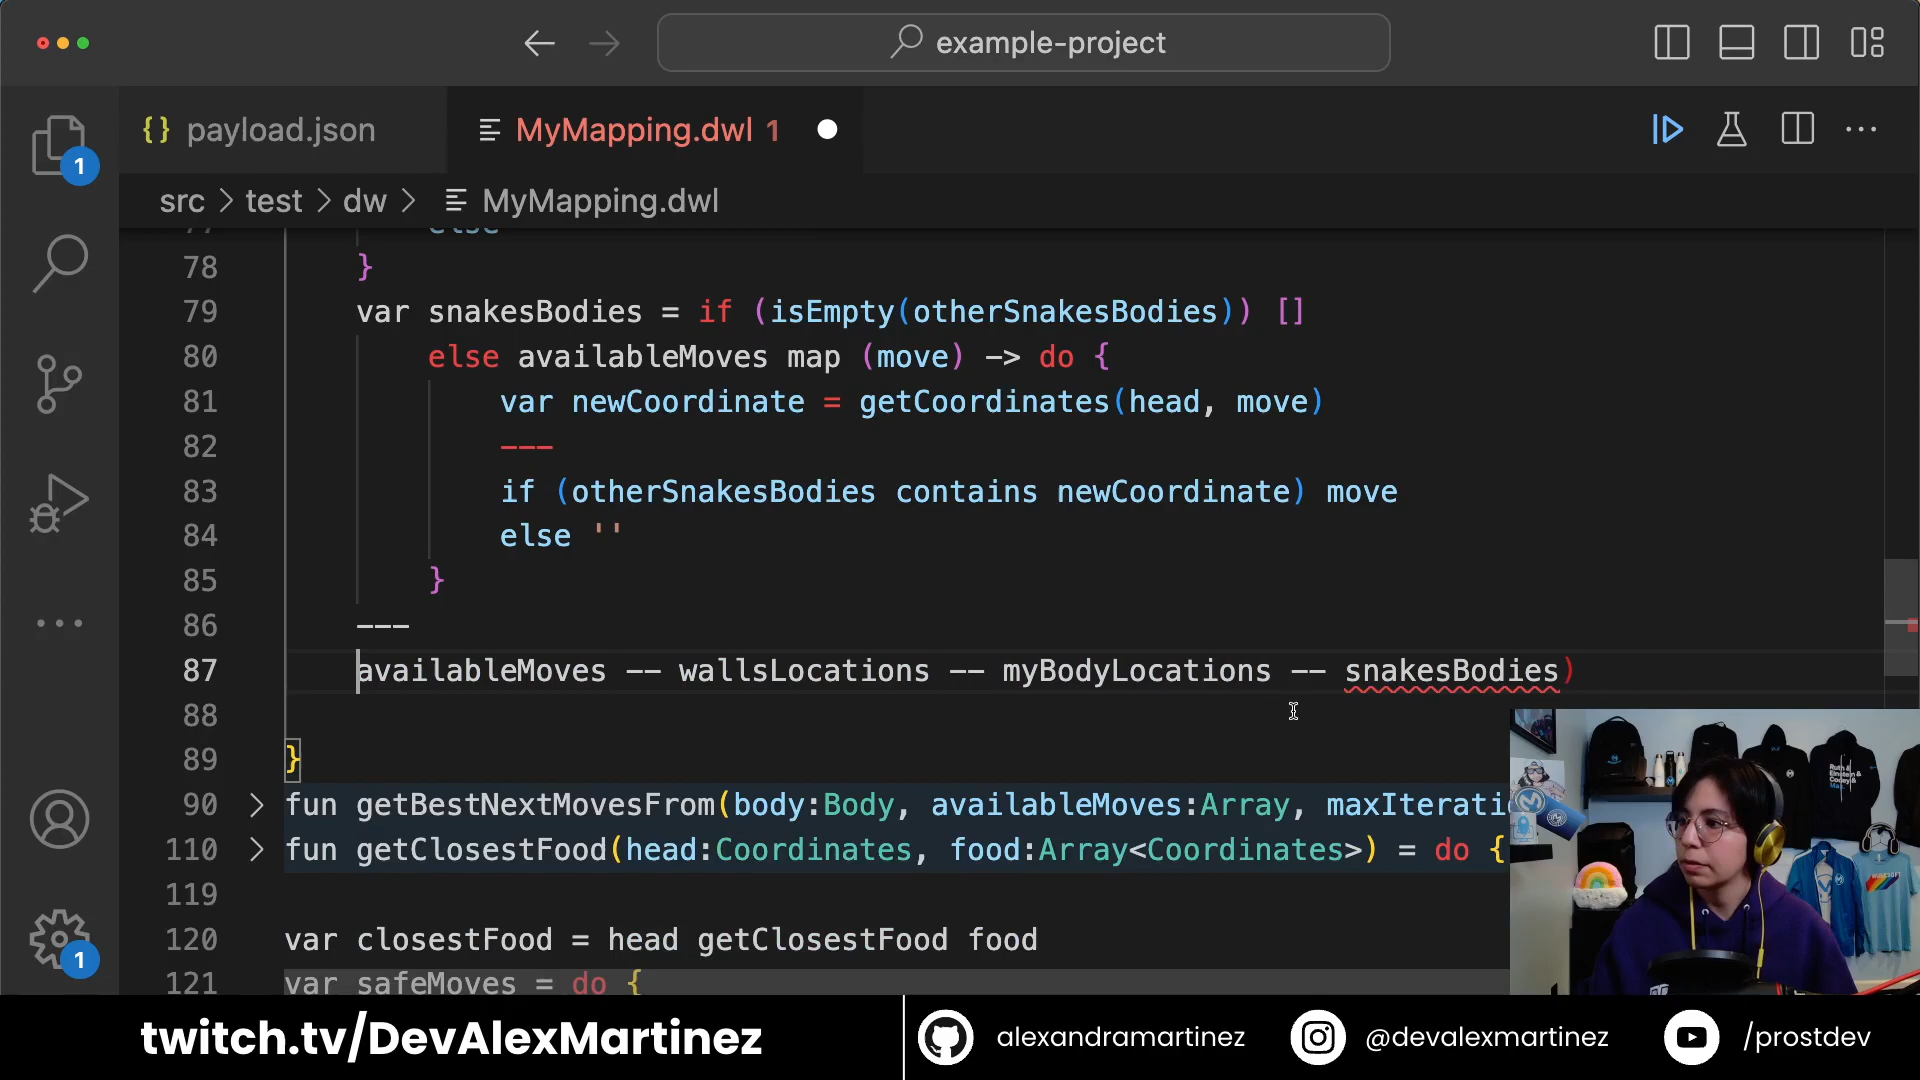 example-project
{} payload.json
MyMapping.dwl 1
src > test > dw > MyMapping.dwl
77 else
78 }
79 var snakesBodies = if (isEmpty(otherSnakesBodies)) []
80 else availableMoves map (move) -> do {
81 var newCoordinate = getCoordinates(head, move)
82 ---
83 if (otherSnakesBodies contains newCoordinate) move
84 else ''
85 }
86 ---
87 availableMoves -- wallsLocations -- myBodyLocations -- snakesBodies)
88
89 }
90 fun getBestNextMovesFrom(body:Body, availableMoves:Array, maxIterati
110 fun getClosestFood(head:Coordinates, food:Array<Coordinates>) = do {
119
120 var closestFood = head getClosestFood food
121 var safeMoves = do {
1
1
twitch.tv/DevAlexMartinez
alexandramartinez
@devalexmartinez
/prostdev